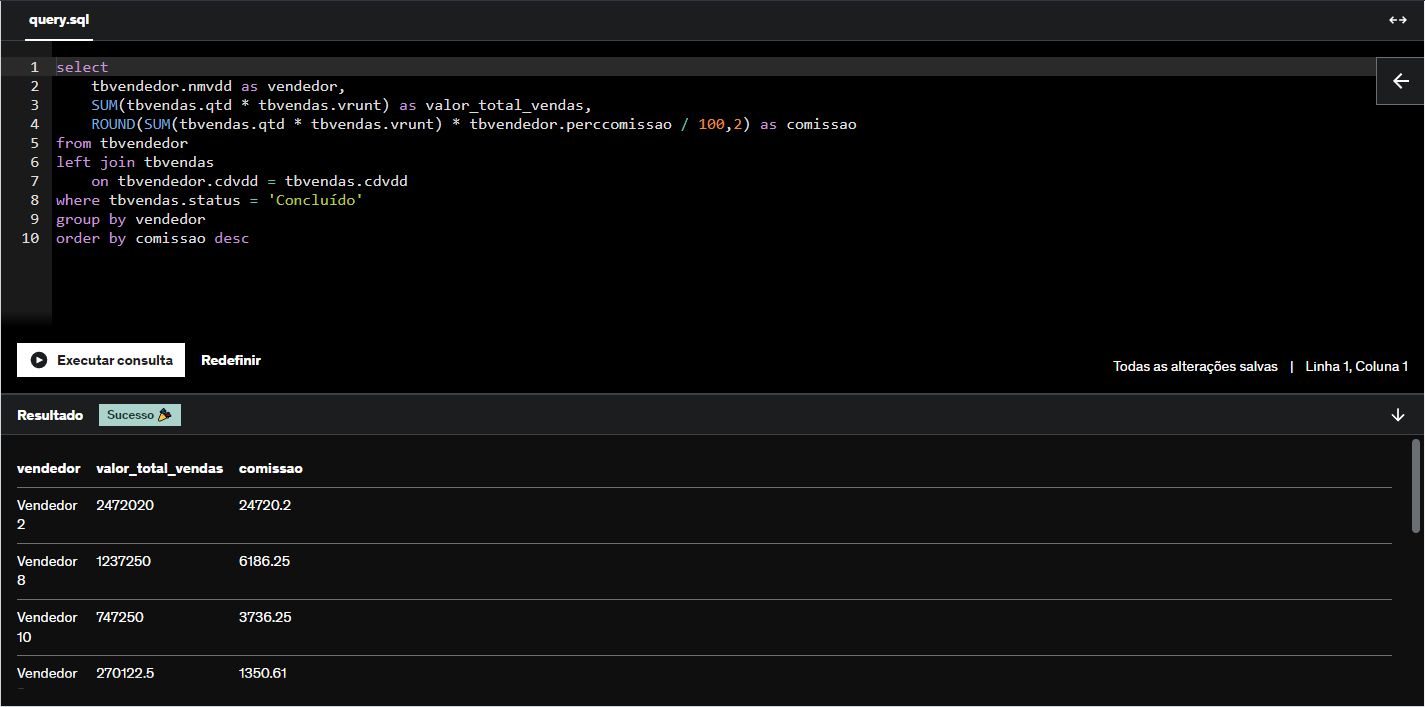 query.sql
1 select
2     tbvendedor.nmvdd as vendedor,
3     SUM(tbvendas.qtd * tbvendas.vrunt) as valor_total_vendas,
4     ROUND(SUM(tbvendas.qtd * tbvendas.vrunt) * tbvendedor.perccomissao / 100,2) as comissao
5 from tbvendedor
6 left join tbvendas
7     on tbvendedor.cdvdd = tbvendas.cdvdd
8 where tbvendas.status = 'Concluído'
9 group by vendedor
10 order by comissao desc
Executar consulta Redefinir
Todas as alterações salvas | Linha 1, Coluna 1
Resultado Sucesso 🎉
vendedor valor_total_vendas comissao
Vendedor 2472020 24720.2
2
Vendedor 1237250 6186.25
8
Vendedor 747250 3736.25
10
Vendedor 270122.5 1350.61